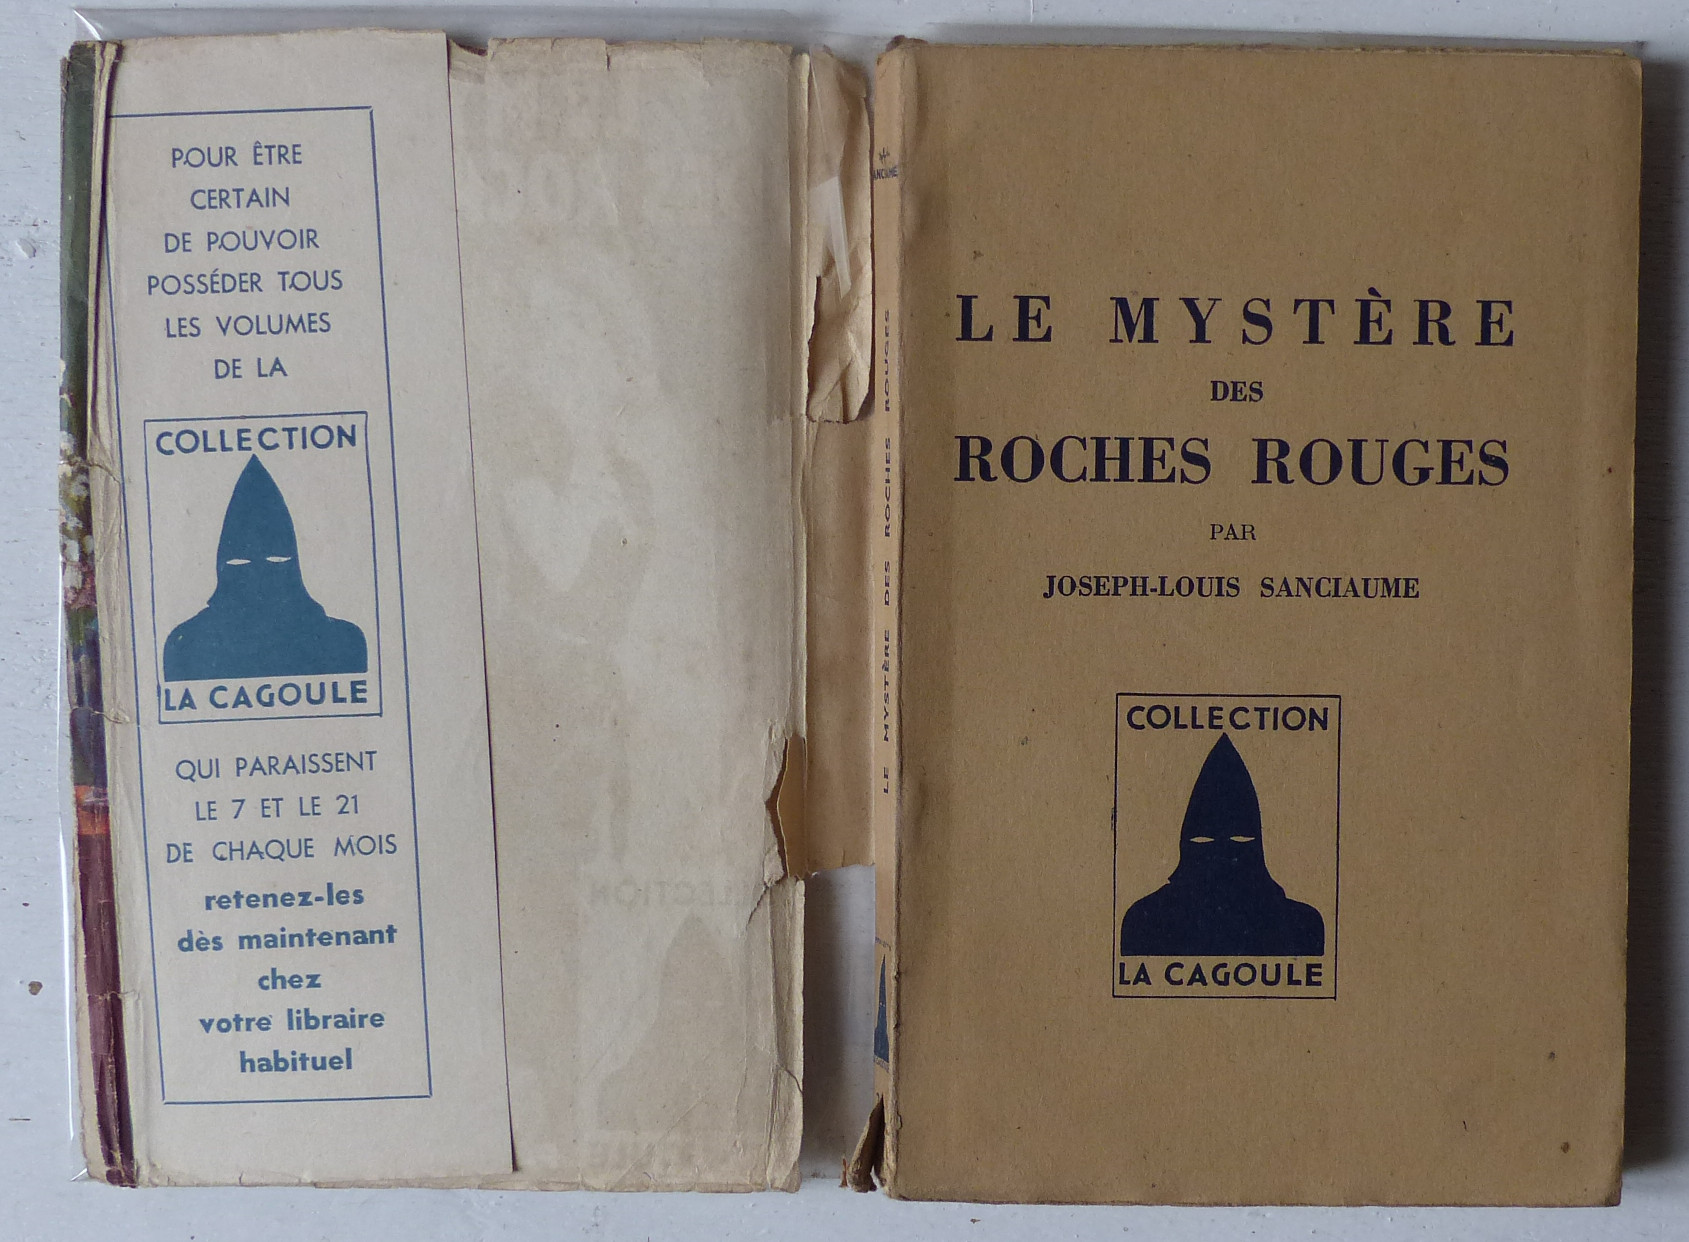 POUR ÊTRE
CERTAIN
DE POUVOIR
POSSÉDER TOUS
LES VOLUMES
DE LA
COLLECTION
LA CAGOULE
QUI PARAISSENT
LE 7 ET LE 21
DE CHAQUE MOIS
retenez-les
dès maintenant
chez
votre libraire
habituel
LE MYSTÈRE DES ROCHES ROUGES
LE MYSTÈRE
DES
ROCHES ROUGES
PAR
JOSEPH-LOUIS SANCIAUME
COLLECTION
LA CAGOULE